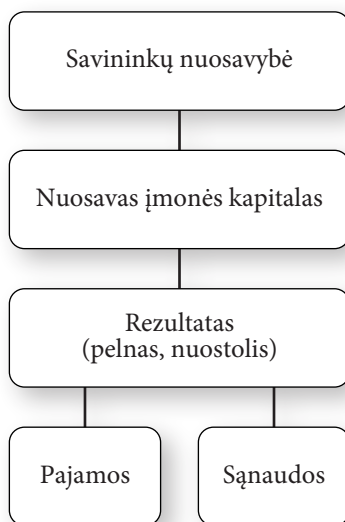 Savininkų nuosavybė
Nuosavas įmonės kapitalas
Rezultatas
(pelnas, nuostolis)
Pajamos
Sąnaudos